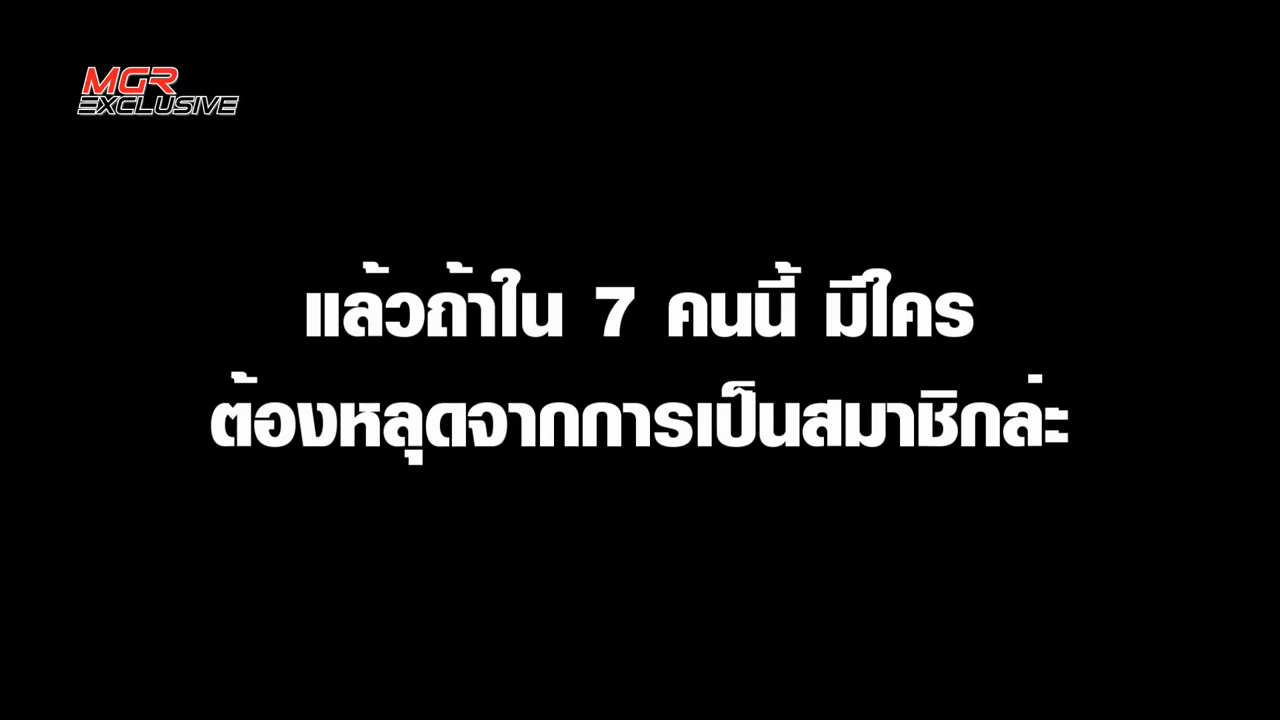 MGR
EXCLUSIVE
แล้วถ้าใน 7 คนนี้ มีใคร
ต้องหลุดจากการเป็นสมาชิกล่ะ